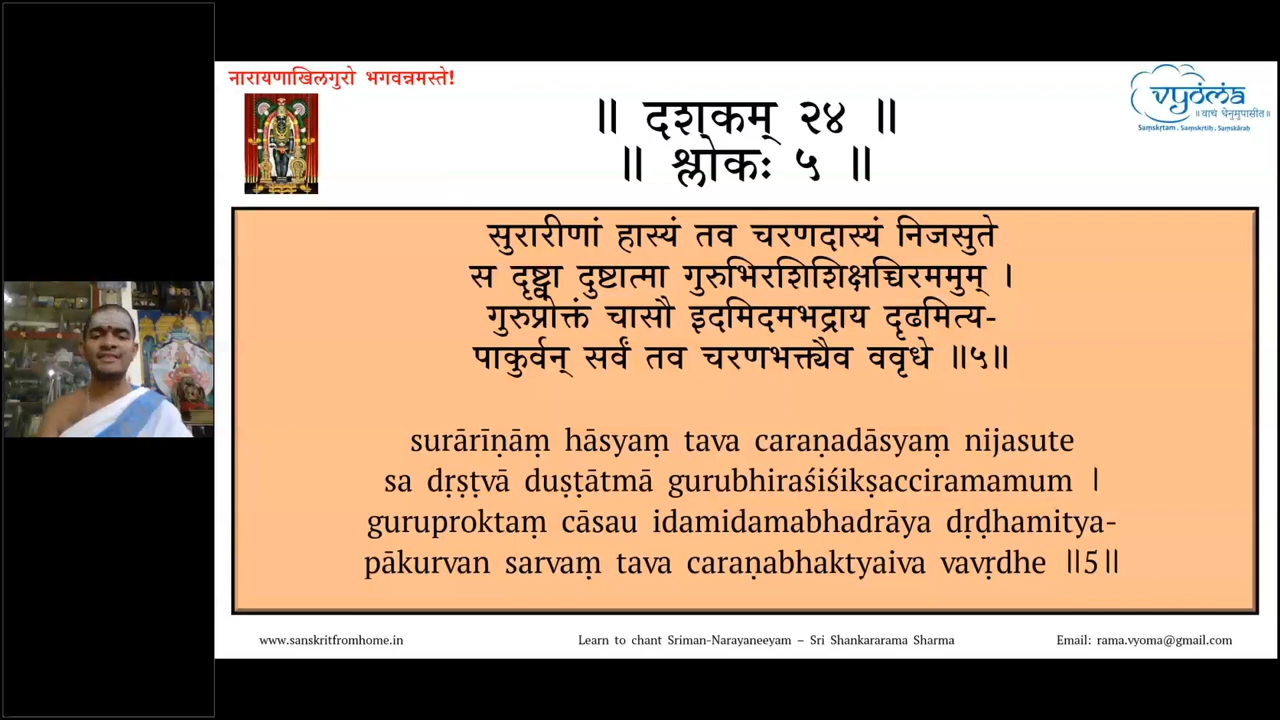 नारायणाखिलगुरो भगवन्नमस्ते!
vyoma
॥ वाचं धेनुमुपासीत॥
Saṃskṛtam, Saṃskṛtiḥ, Saṃskāraḥ
॥ दशकम् २४ ॥
॥ श्लोकः ५ ॥
सुरारीणां हास्यं तव चरणदास्यं निजसुते
स दृष्ट्वा दुष्टात्मा गुरुभिरशिशिक्षच्चिरममुम् ।
गुरुप्रोक्तं चासौ इदमिदमभद्राय दृढमित्य-
पाकुर्वन् सर्वं तव चरणभक्त्यैव ववृधे ॥५॥
surārīṇāṃ hāsyaṃ tava caraṇadāsyaṃ nijasute
sa dṛṣṭvā duṣṭātmā gurubhiraśiśikṣacciramamum |
guruproktaṃ cāsau idamidamabhadrāya dṛḍhamitya-
pākurvan sarvaṃ tava caraṇabhaktyaiva vavṛdhe ||5||
www.sanskritfromhome.in
Learn to chant Sriman-Narayaneeyam – Sri Shankararama Sharma
Email: rama.vyoma@gmail.com